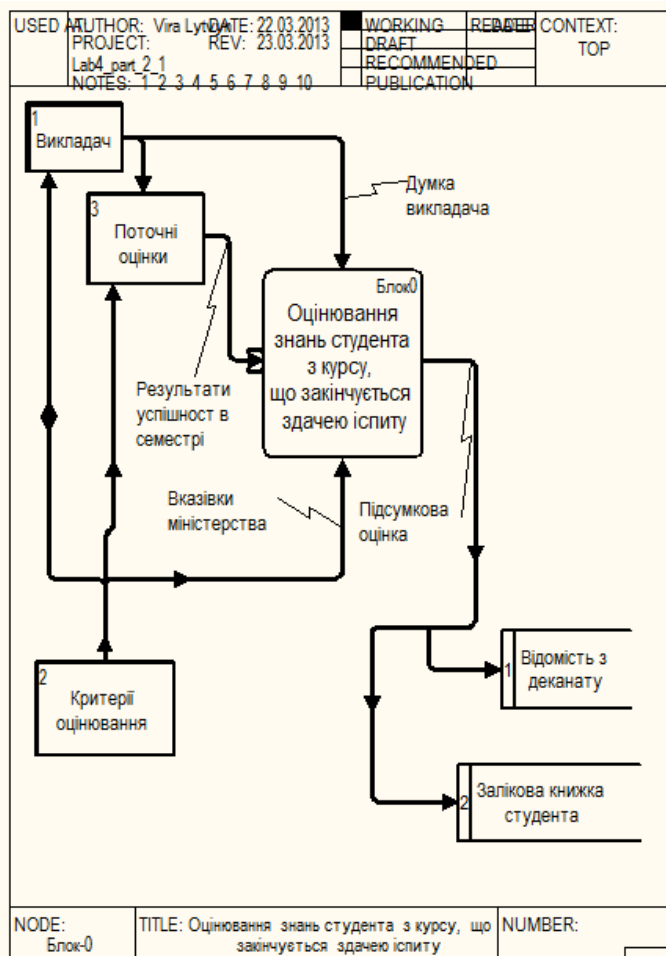 USED AT:
AUTHOR: Vira Lytvyn DATE: 22.03.2013
PROJECT: REV: 23.03.2013
Lab4_part_2_1
NOTES: 1 2 3 4 5 6 7 8 9 10
WORKING
DRAFT
RECOMMENDED
PUBLICATION
READER DATE
CONTEXT:
TOP
1
Викладач
3
Поточні
оцінки
Думка
викладача
Блок0
Оцінювання
знань студента
з курсу,
що закінчується
здачею іспиту
Результати
успішност в
семестрі
Вказівки
міністерства
Підсумкова
оцінка
2
Критерії
оцінювання
1
Відомість з
деканату
2
Залікова книжка
студента
NODE:
Блок-0
TITLE: Оцінювання знань студента з курсу, що
закінчується здачею іспиту
NUMBER: